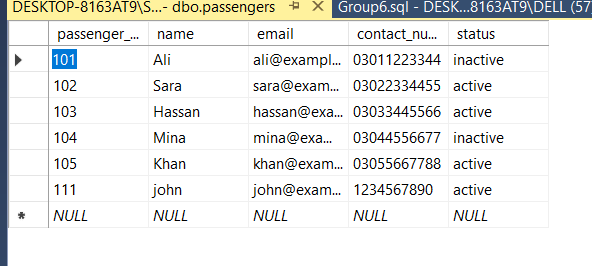 DESKTOP-8163AT9\S... - dbo.passengers Group6.sql - DESK...8163AT9\DELL (57
passenger_... name email contact_nu... status
101 Ali ali@exampl... 03011223344 inactive
102 Sara sara@exam... 03022334455 active
103 Hassan hassan@exa... 03033445566 active
104 Mina mina@exa... 03044556677 inactive
105 Khan khan@exam... 03055667788 active
111 john john@exam... 1234567890 active
* NULL NULL NULL NULL NULL